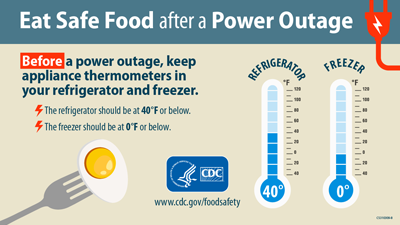 Eat Safe Food after a Power Outage
Before a power outage, keep
appliance thermometers in
your refrigerator and freezer.
The refrigerator should be at 40°F or below.
The freezer should be at 0°F or below.
CDC
www.cdc.gov/foodsafety
REFRIGERATOR
°F
120
100
80
60
40
20
0
20
40
40°
FREEZER
°F
120
100
80
60
40
20
0
20
40
0°